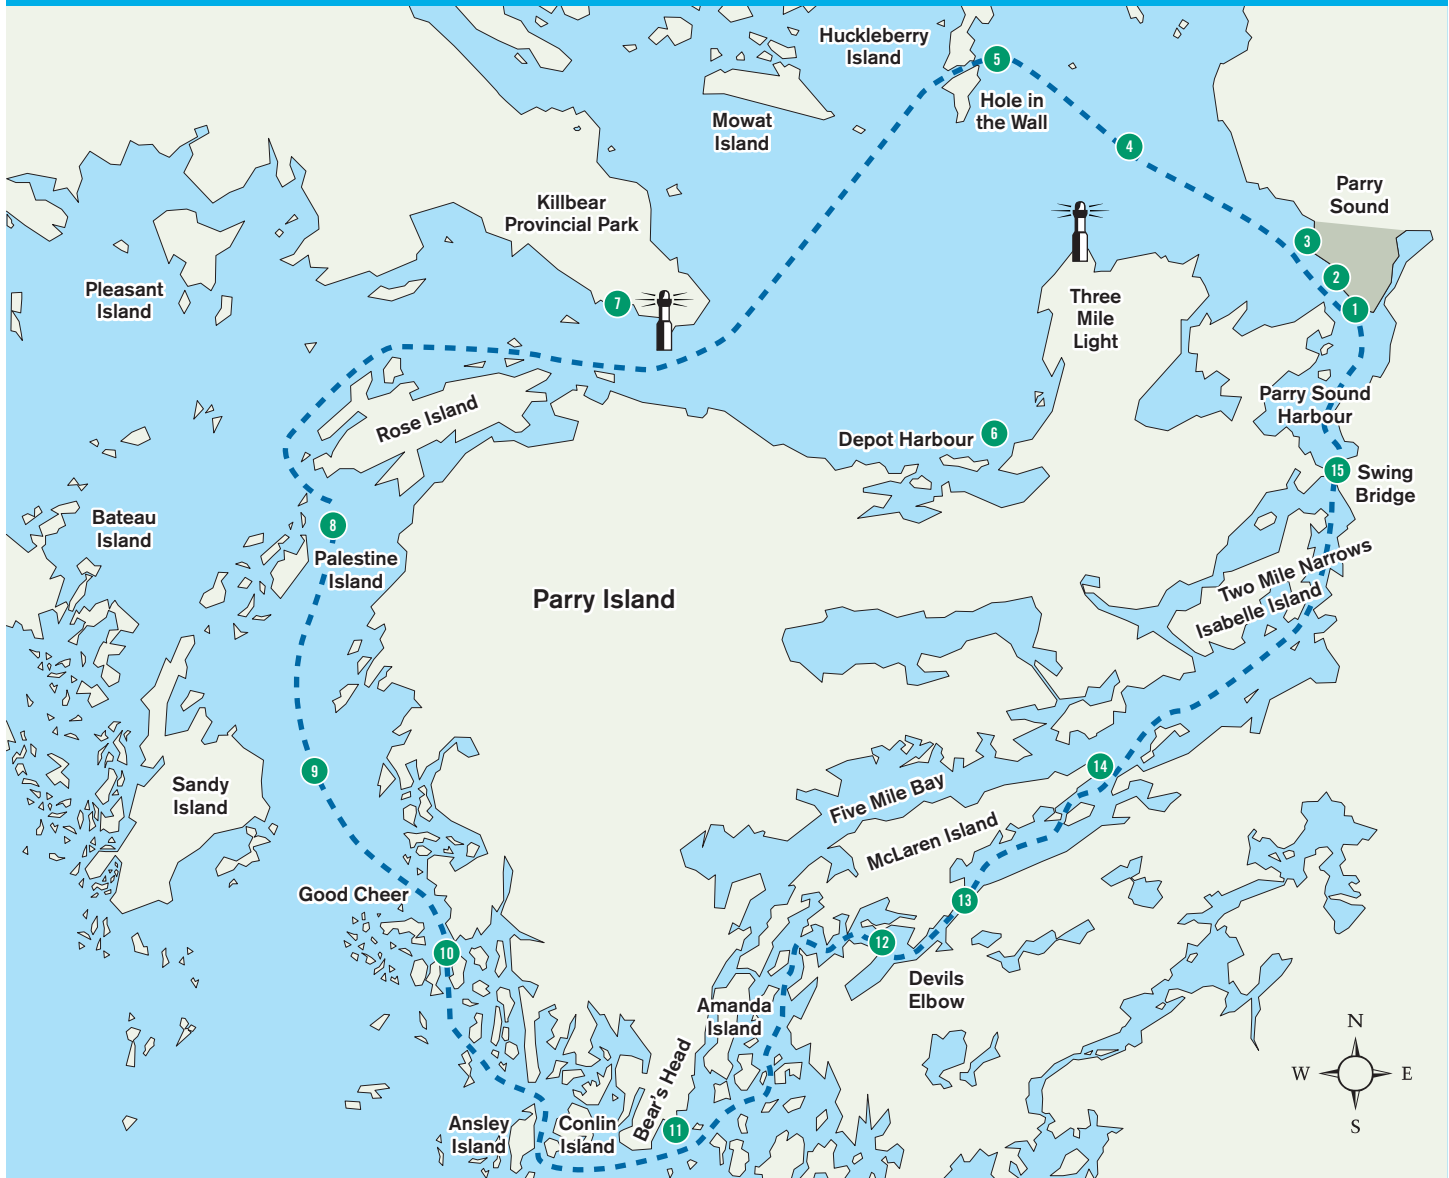 Huckleberry
Island
5
Hole in
the Wall
Mowat
Island
4
Parry
Sound
Killbear
Provincial Park
3
2
1
Pleasant
Island
7
Three
Mile
Light
Parry Sound
Harbour
Rose Island
Depot Harbour
6
15
Swing
Bridge
Bateau
Island
8
Palestine
Island
Two Mile Narrows
Isabelle Island
Parry Island
9
14
Sandy
Island
Five Mile Bay
McLaren Island
Good Cheer
13
10
12
Devils
Elbow
Amanda
Island
Bear's Head
N
W
E
S
Ansley
Island
Conlin
Island
11